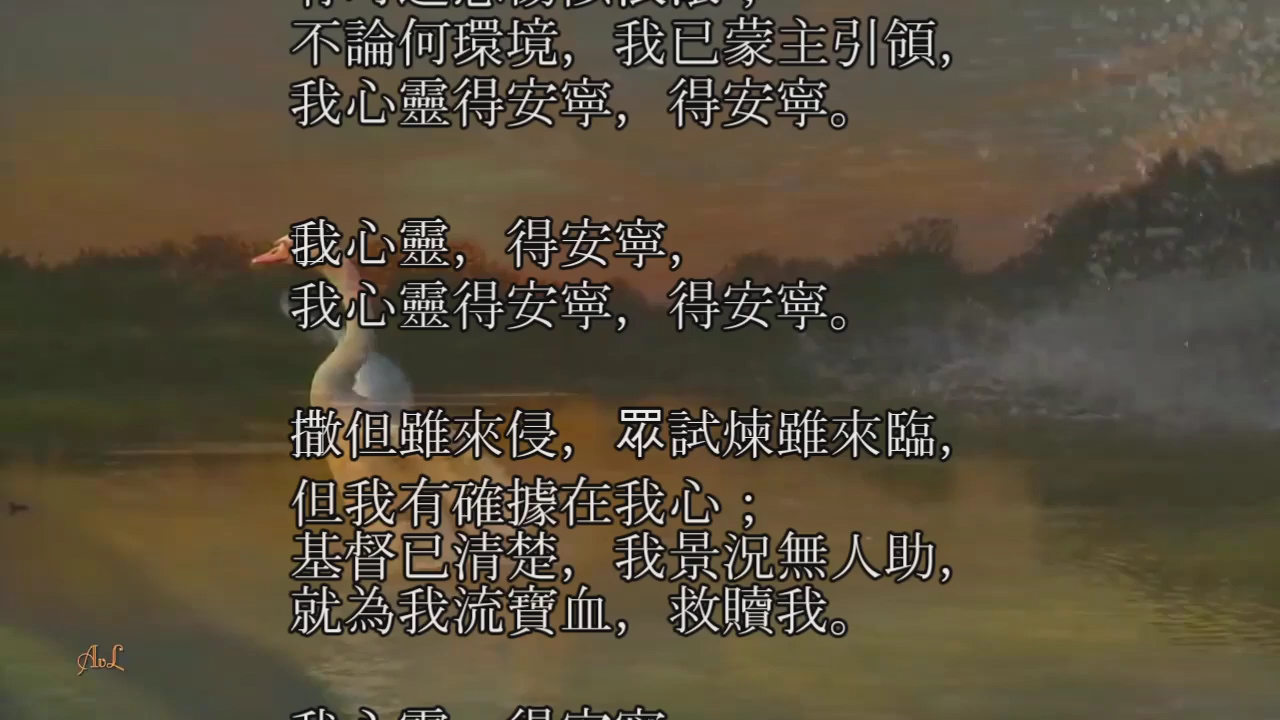 不論何環境，我已蒙主引領，
我心靈得安寧，得安寧。
我心靈，得安寧，
我心靈得安寧，得安寧。
撒但雖來侵，眾試煉雖來臨，
但我有確據在我心；
基督已清楚，我景況無人助，
就為我流寶血，救贖我。
AvL